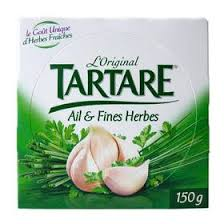 le Goût Unique
d'Herbes Fraîches
L'Original
TARTARE®
Ail & Fines Herbes
150g